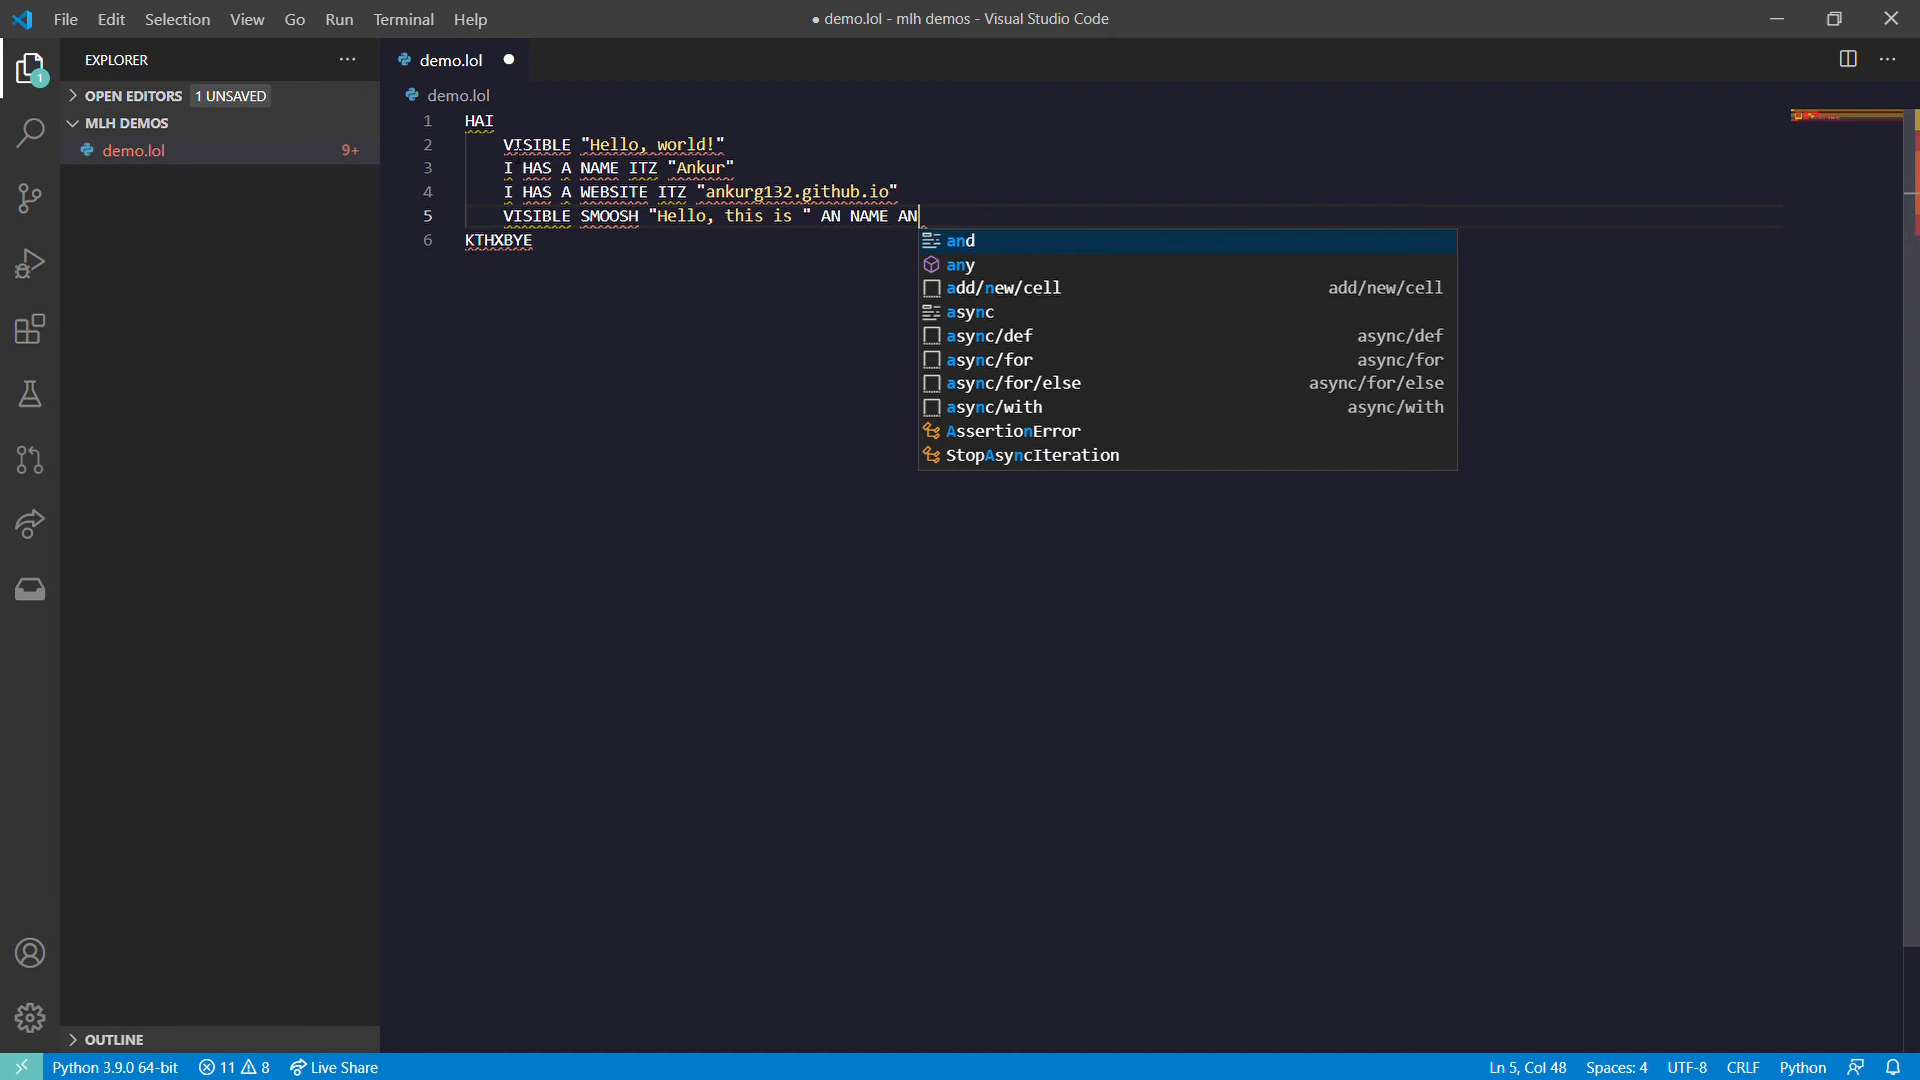 File Edit Selection View Go Run Terminal Help
● demo.lol - mlh demos - Visual Studio Code
EXPLORER
demo.lol
OPEN EDITORS 1 UNSAVED
MLH DEMOS
demo.lol 9+
1
demo.lol
1 HAI
2 VISIBLE "Hello, world!"
3 I HAS A NAME ITZ "Ankur"
4 I HAS A WEBSITE ITZ "ankurg132.github.io"
5 VISIBLE SMOOSH "Hello, this is " AN NAME AN
6 KTHXBYE
and
any
add/new/cell add/new/cell
async
async/def async/def
async/for async/for
async/for/else async/for/else
async/with async/with
AssertionError
StopAsyncIteration
OUTLINE
Python 3.9.0 64-bit 11 8 Live Share
Ln 5, Col 48 Spaces: 4 UTF-8 CRLF Python